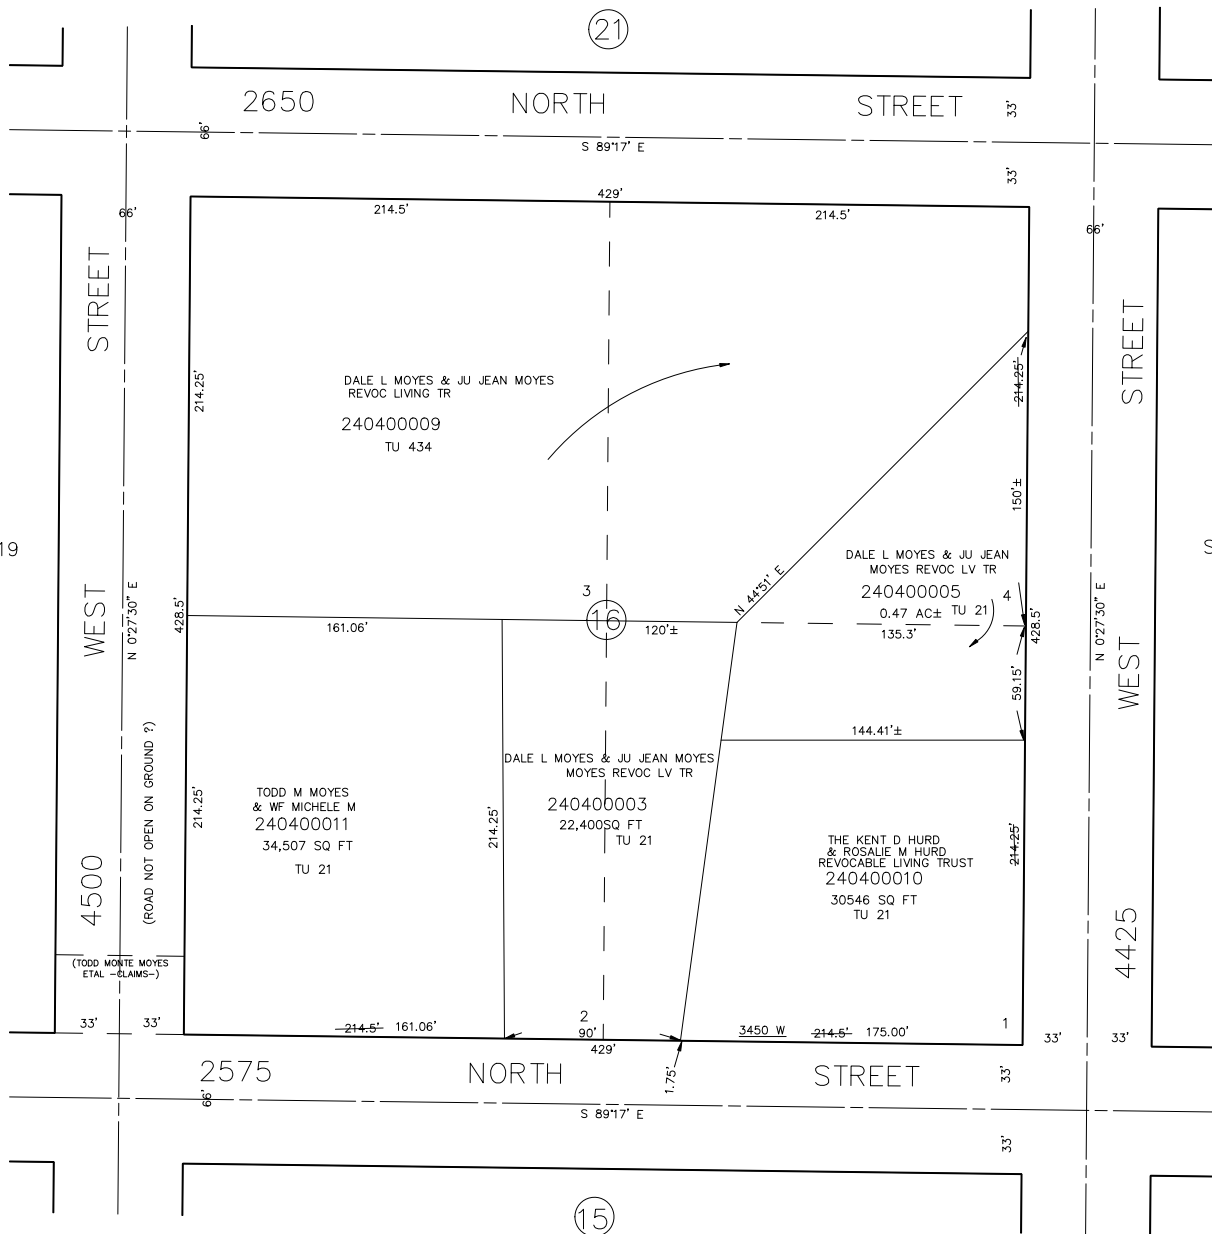 21
2650 NORTH STREET
33'
66'
S 89°17' E
33'
429'
66'
214.5'
214.5'
66'
STREET
STREET
214.25'
214.25'
DALE L MOYES & JU JEAN MOYES
REVOC LIVING TR
240400009
TU 434
150'±
19
DALE L MOYES & JU JEAN
MOYES REVOC LV TR
240400005
0.47 AC± TU 21
4
N 44°51' E
3
16
WEST
N 0°27'30" E
428.5'
161.06'
120'±
135.3'
428.5'
N 0°27'30" E
WEST
59.15'
144.41'±
(ROAD NOT OPEN ON GROUND ?)
DALE L MOYES & JU JEAN MOYES
MOYES REVOC LV TR
240400003
22,400SQ FT
TU 21
TODD M MOYES
& WF MICHELE M
240400011
34,507 SQ FT
TU 21
214.25'
214.25'
214.25'
THE KENT D HURD
& ROSALIE M HURD
REVOCABLE LIVING TRUST
240400010
30546 SQ FT
TU 21
4500
4425
(TODD MONTE MOYES
ETAL -CLAIMS-)
33'
33'
214.5' 161.06'
2
90'
429'
3450 W
214.5' 175.00'
1
33'
33'
2575 NORTH STREET
1.75'
33'
66'
S 89°17' E
33'
15